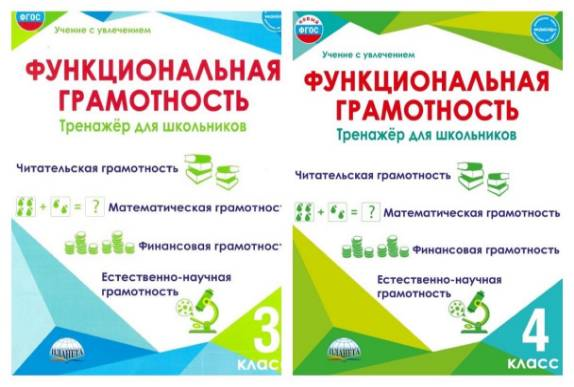 ФГОС
Учение с увлечением
ФУНКЦИОНАЛЬНАЯ
ГРАМОТНОСТЬ
Тренажёр для школьников
Читательская грамотность
+ = ?
Математическая грамотнос
Финансовая грамотност
Естественно-научная
грамотность
ПЛАНЕТА
3
класс
ФГОС
Учение с увлечением
ФУНКЦИОНАЛЬНАЯ
ГРАМОТНОСТЬ
Тренажёр для школьников
Читательская грамотность
+ = ?
Математическая грамотность
Финансовая грамотность
Естественно-научная
грамотность
ПЛАНЕТА
4
класс